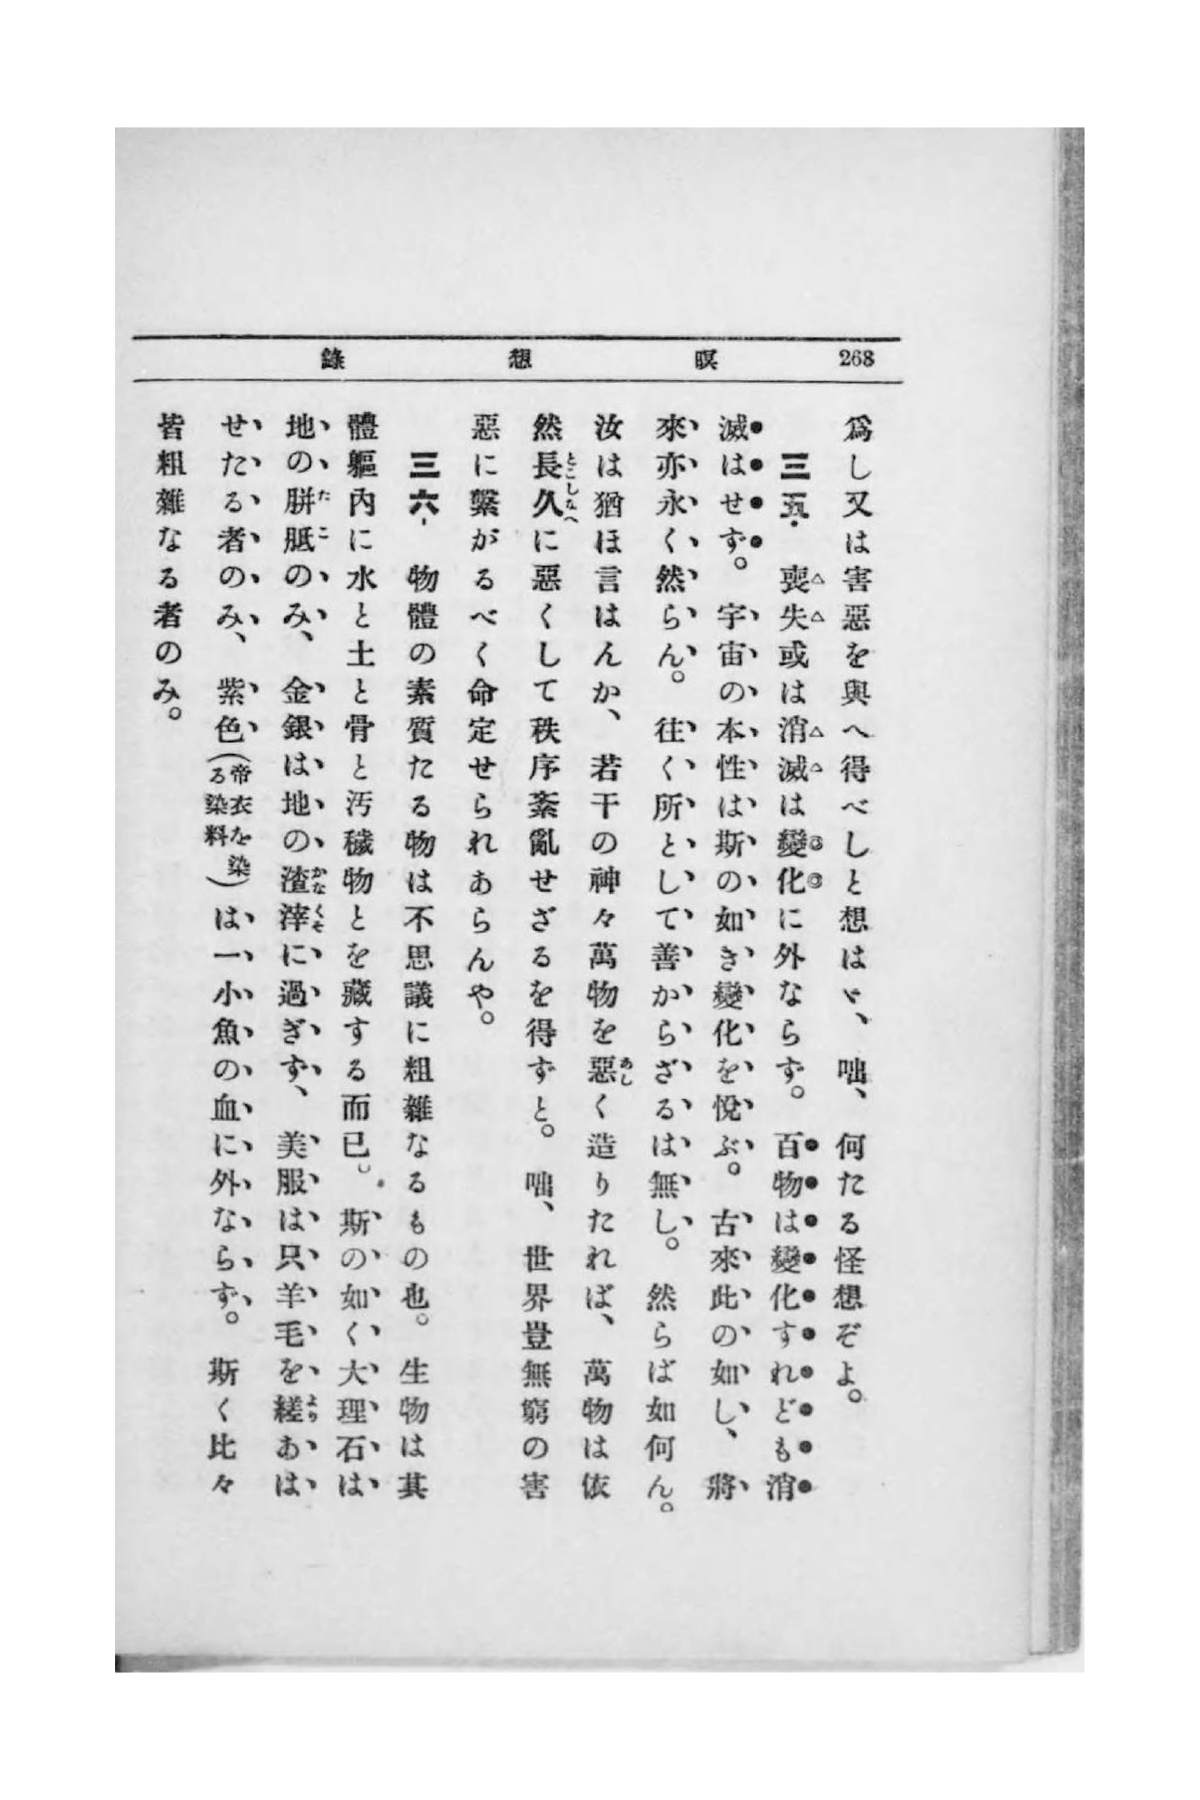 268 瞑想錄
爲し又は害惡を與へ得べしと想はゞ、咄、何たる怪想ぞよ。
三五. 喪失或は消滅は變化に外ならず。百物は變化すれども消
滅はせず。宇宙の本性は斯の如き變化を悅ぶ。古來此の如し、將
來亦永く然らん。往く所として善からざるは無し。然らば如何ん。
汝は猶ほ言はんか、若干の神々萬物を惡く造りたれば、萬物は依
然長久に惡くして秩序紊亂せざるを得ずと。咄、世界豈無窮の害
惡に繫がるべく命定せられあらんや。
三六. 物體の素質たる物は不思議に粗雜なるもの也。生物は其
體軀內に水と土と骨と汚穢物とを藏する而已。斯の如く大理石は
地の胼胝のみ、金銀は地の渣滓に過ぎず、美服は只羊毛を縒あは
せたる者のみ、紫色(帝衣を染る染料)は一小魚の血に外ならず。斯く比々
皆粗雜なる者のみ。